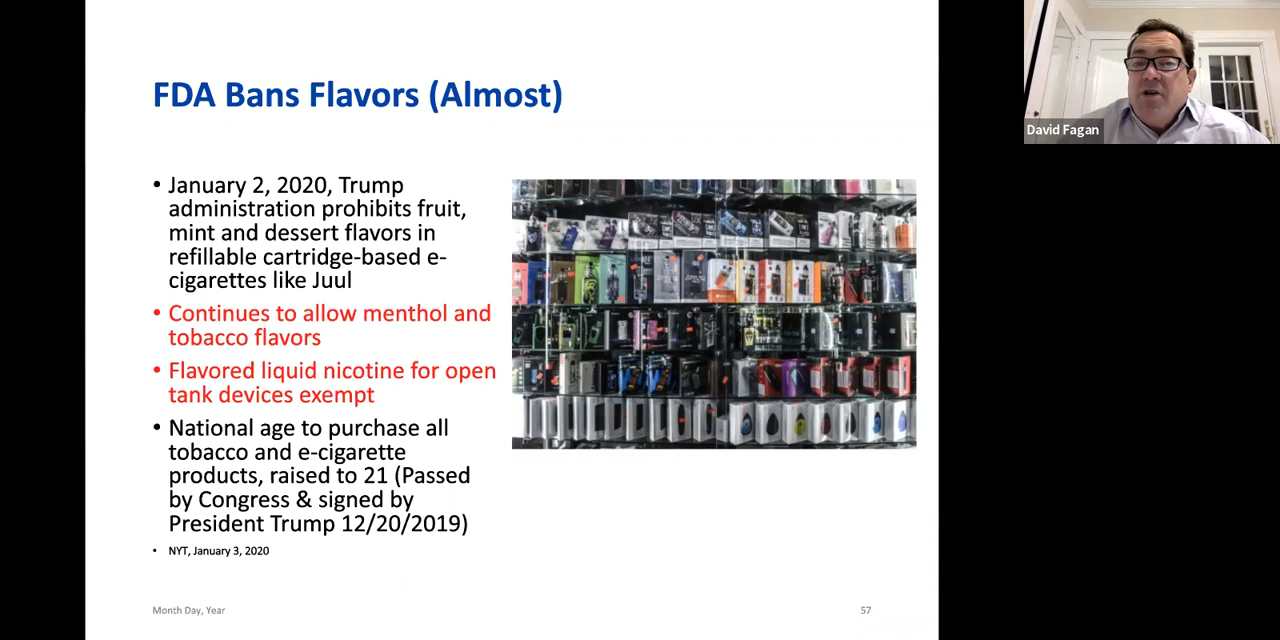 FDA Bans Flavors (Almost)
• January 2, 2020, Trump
administration prohibits fruit,
mint and dessert flavors in
refillable cartridge-based e-
cigarettes like Juul
• Continues to allow menthol and
tobacco flavors
• Flavored liquid nicotine for open
tank devices exempt
• National age to purchase all
tobacco and e-cigarette
products, raised to 21 (Passed
by Congress & signed by
President Trump 12/20/2019)
• NYT, January 3, 2020
Month Day, Year
57
David Fagan